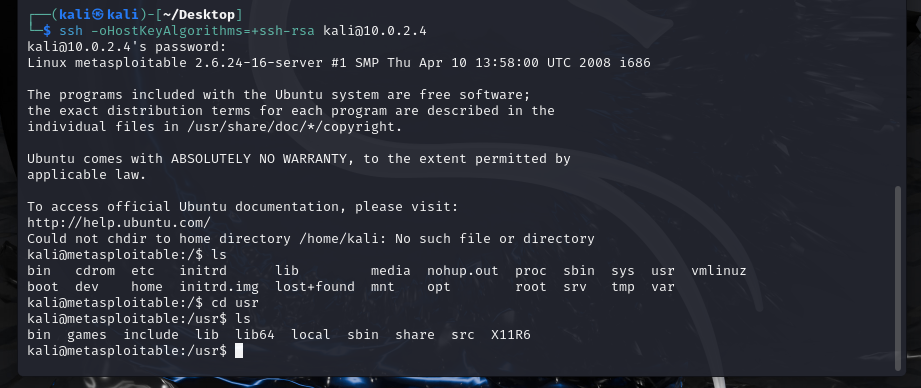 ┌──(kali㉿kali)-[~/Desktop]
└─$ ssh -oHostKeyAlgorithms=+ssh-rsa kali@10.0.2.4
kali@10.0.2.4's password:
Linux metasploitable 2.6.24-16-server #1 SMP Thu Apr 10 13:58:00 UTC 2008 i686

The programs included with the Ubuntu system are free software;
the exact distribution terms for each program are described in the
individual files in /usr/share/doc/*/copyright.

Ubuntu comes with ABSOLUTELY NO WARRANTY, to the extent permitted by
applicable law.

To access official Ubuntu documentation, please visit:
http://help.ubuntu.com/
Could not chdir to home directory /home/kali: No such file or directory
kali@metasploitable:/$ ls
bin   cdrom  etc   initrd      lib         media  nohup.out  proc  sbin  sys  usr  vmlinuz
boot  dev    home  initrd.img  lost+found  mnt    opt        root  srv   tmp  var
kali@metasploitable:/$ cd usr
kali@metasploitable:/usr$ ls
bin  games  include  lib  lib64  local  sbin  share  src  X11R6
kali@metasploitable:/usr$